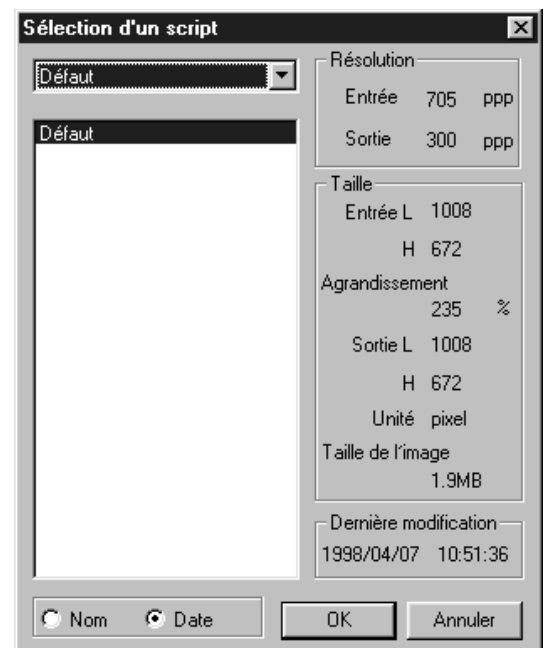 Sélection d'un script
Défaut
Défaut
Nom Date
Résolution
Entrée 705 ppp
Sortie 300 ppp
Taille
Entrée L 1008
H 672
Agrandissement
235 %
Sortie L 1008
H 672
Unité pixel
Taille de l'image
1.9MB
Dernière modification
1998/04/07 10:51:36
OK Annuler